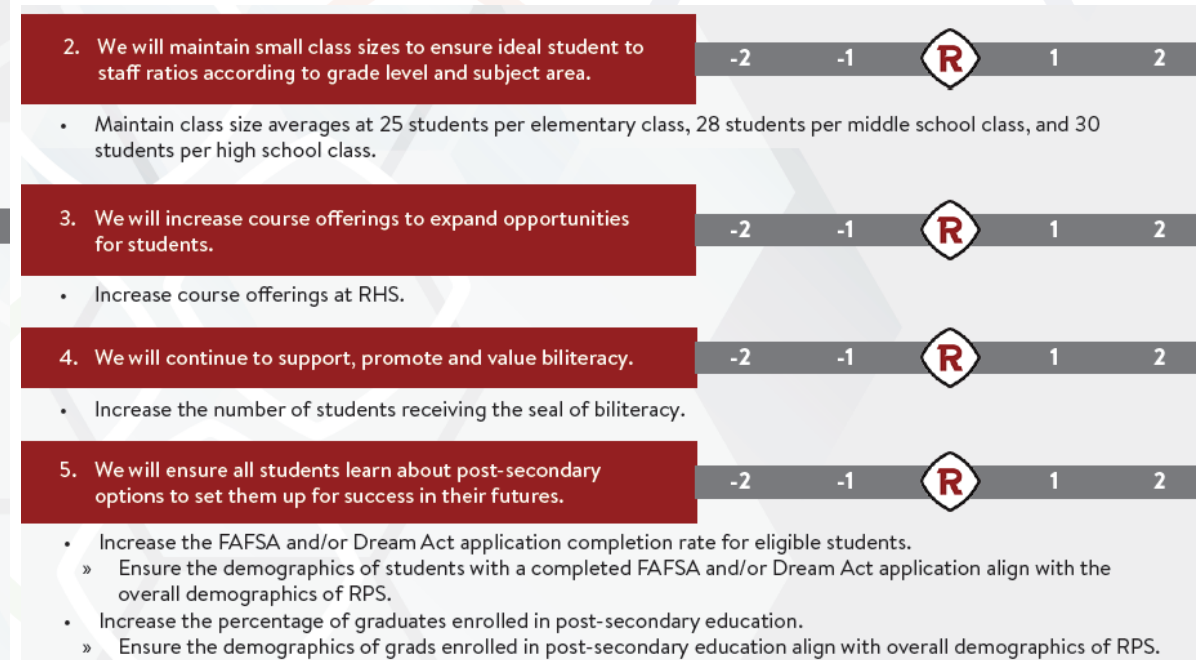 2. We will maintain small class sizes to ensure ideal student to
staff ratios according to grade level and subject area.
-2 -1 R 1 2
• Maintain class size averages at 25 students per elementary class, 28 students per middle school class, and 30
students per high school class.
3. We will increase course offerings to expand opportunities
for students.
-2 -1 R 1 2
• Increase course offerings at RHS.
4. We will continue to support, promote and value biliteracy.
-2 -1 R 1 2
• Increase the number of students receiving the seal of biliteracy.
5. We will ensure all students learn about post-secondary
options to set them up for success in their futures.
-2 -1 R 1 2
• Increase the FAFSA and/or Dream Act application completion rate for eligible students.
» Ensure the demographics of students with a completed FAFSA and/or Dream Act application align with the
overall demographics of RPS.
• Increase the percentage of graduates enrolled in post-secondary education.
» Ensure the demographics of grads enrolled in post-secondary education align with overall demographics of RPS.